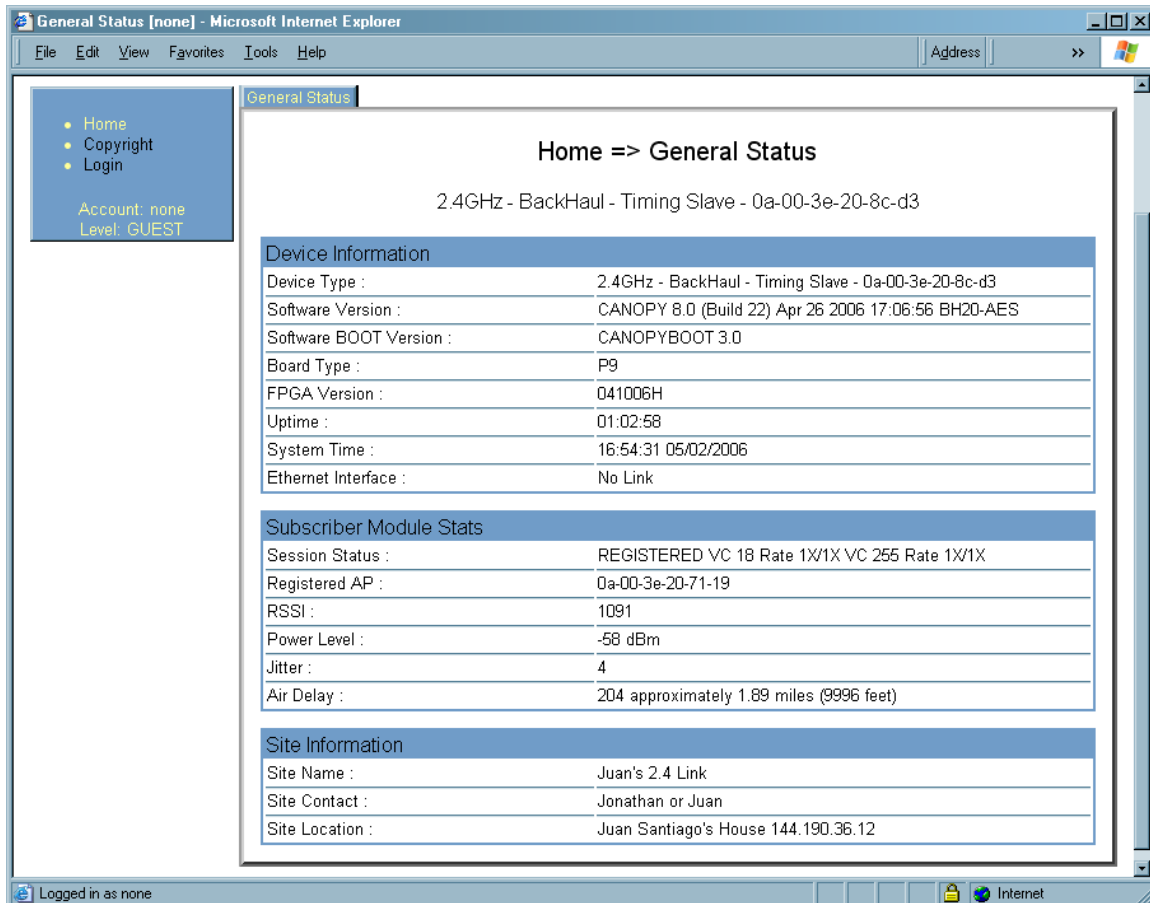 General Status [none] - Microsoft Internet Explorer
File Edit View Favorites Tools Help Address »
General Status
Home
Copyright
Login
Account: none
Level: GUEST
Home => General Status
2.4GHz - BackHaul - Timing Slave - 0a-00-3e-20-8c-d3
Device Information
Device Type : 2.4GHz - BackHaul - Timing Slave - 0a-00-3e-20-8c-d3
Software Version : CANOPY 8.0 (Build 22) Apr 26 2006 17:06:56 BH20-AES
Software BOOT Version : CANOPYBOOT 3.0
Board Type : P9
FPGA Version : 041006H
Uptime : 01:02:58
System Time : 16:54:31 05/02/2006
Ethernet Interface : No Link
Subscriber Module Stats
Session Status : REGISTERED VC 18 Rate 1X/1X VC 255 Rate 1X/1X
Registered AP : 0a-00-3e-20-71-19
RSSI : 1091
Power Level : -58 dBm
Jitter : 4
Air Delay : 204 approximately 1.89 miles (9996 feet)
Site Information
Site Name : Juan's 2.4 Link
Site Contact : Jonathan or Juan
Site Location : Juan Santiago's House 144.190.36.12
Logged in as none Internet